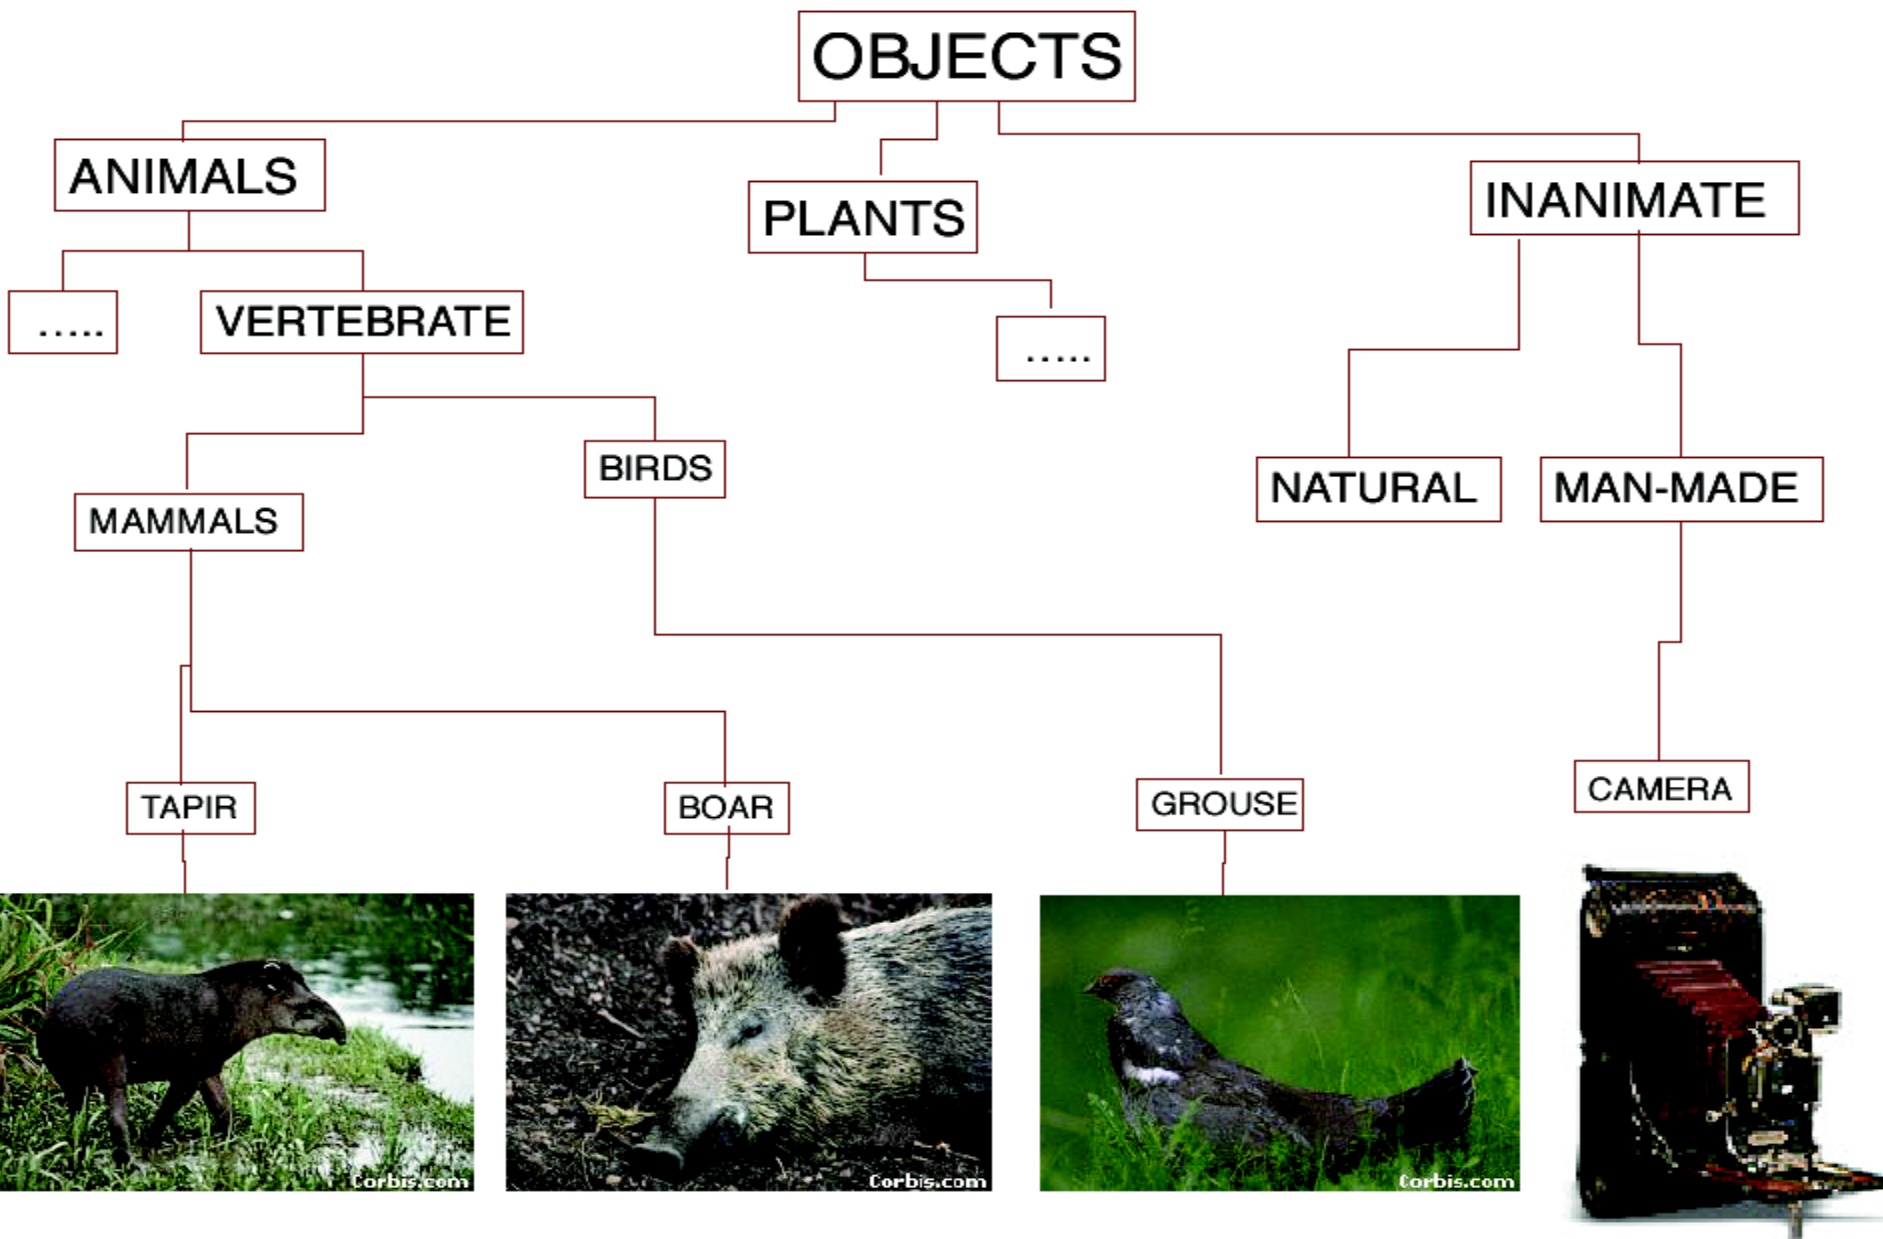 OBJECTS
ANIMALS
PLANTS
INANIMATE
.....
VERTEBRATE
.....
BIRDS
NATURAL
MAN-MADE
MAMMALS
TAPIR
BOAR
GROUSE
CAMERA
Corbis.com
Corbis.com
Corbis.com